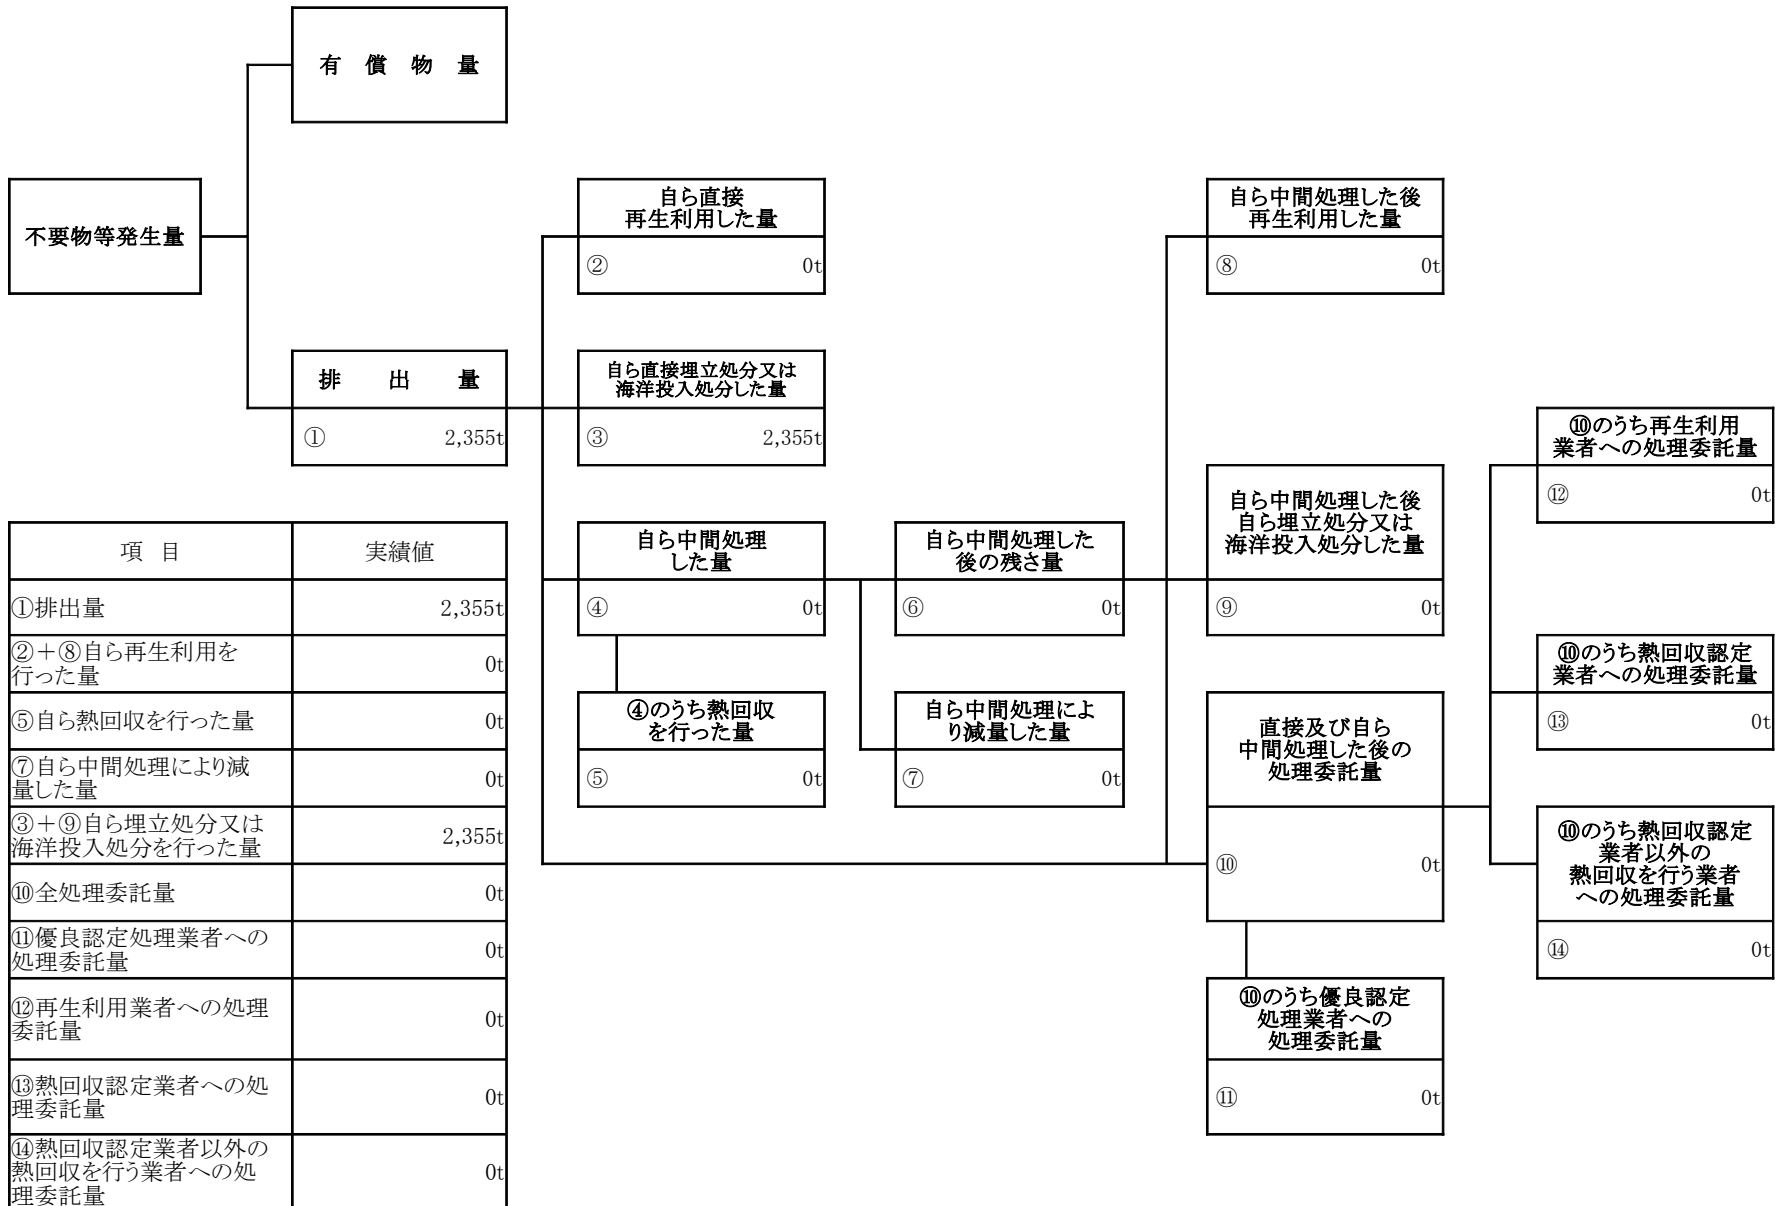 有 償 物 量
不要物等発生量
排 出 量
① 2,355t
自ら直接
再生利用した量
② 0t
自ら直接埋立処分又は
海洋投入処分した量
③ 2,355t
自ら中間処理
した量
④ 0t
④のうち熱回収
を行った量
⑤ 0t
自ら中間処理した
後の残さ量
⑥ 0t
自ら中間処理によ
り減量した量
⑦ 0t
自ら中間処理した後
再生利用した量
⑧ 0t
自ら中間処理した後
自ら埋立処分又は
海洋投入処分した量
⑨ 0t
直接及び自ら
中間処理した後の
処理委託量
⑩ 0t
⑩のうち優良認定
処理業者への
処理委託量
⑪ 0t
⑩のうち再生利用
業者への処理委託量
⑫ 0t
⑩のうち熱回収認定
業者への処理委託量
⑬ 0t
⑩のうち熱回収認定
業者以外の
熱回収を行う業者
への処理委託量
⑭ 0t
項 目 実績値
①排出量 2,355t
②+⑧自ら再生利用を
行った量 0t
⑤自ら熱回収を行った量 0t
⑦自ら中間処理により減
量した量 0t
③+⑨自ら埋立処分又は
海洋投入処分を行った量 2,355t
⑩全処理委託量 0t
⑪優良認定処理業者への
処理委託量 0t
⑫再生利用業者への処理
委託量 0t
⑬熱回収認定業者への処
理委託量 0t
⑭熱回収認定業者以外の
熱回収を行う業者への処
理委託量 0t